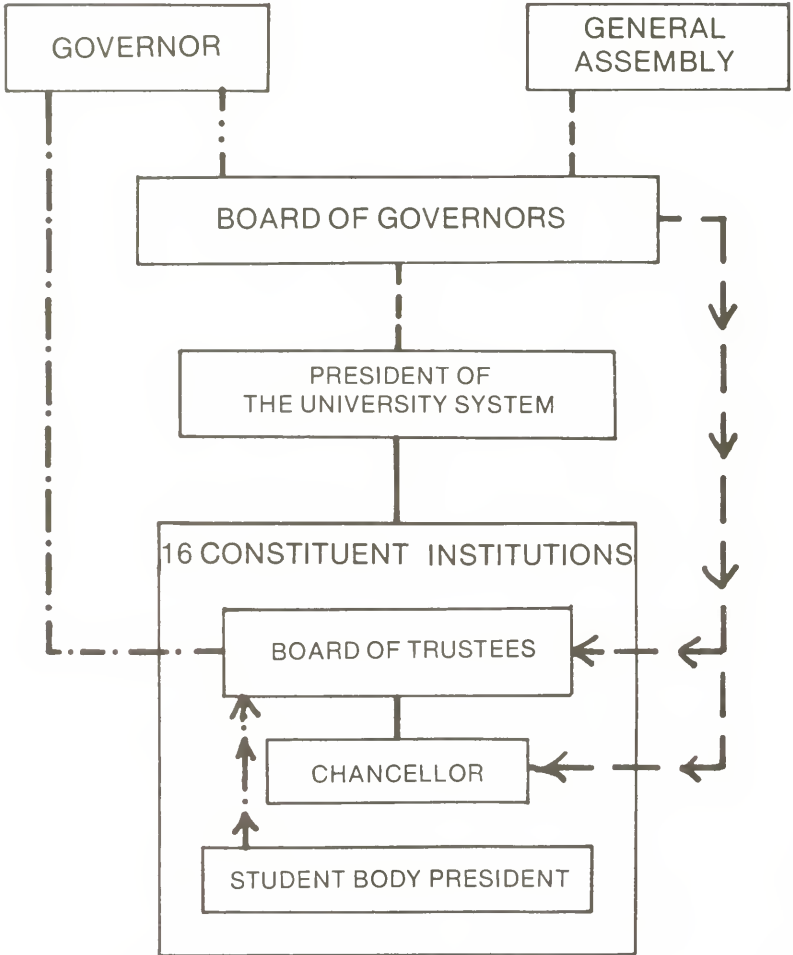 GOVERNOR
GENERAL
ASSEMBLY
BOARD OF GOVERNORS
PRESIDENT OF
THE UNIVERSITY SYSTEM
16 CONSTITUENT INSTITUTIONS
BOARD OF TRUSTEES
CHANCELLOR
STUDENT BODY PRESIDENT